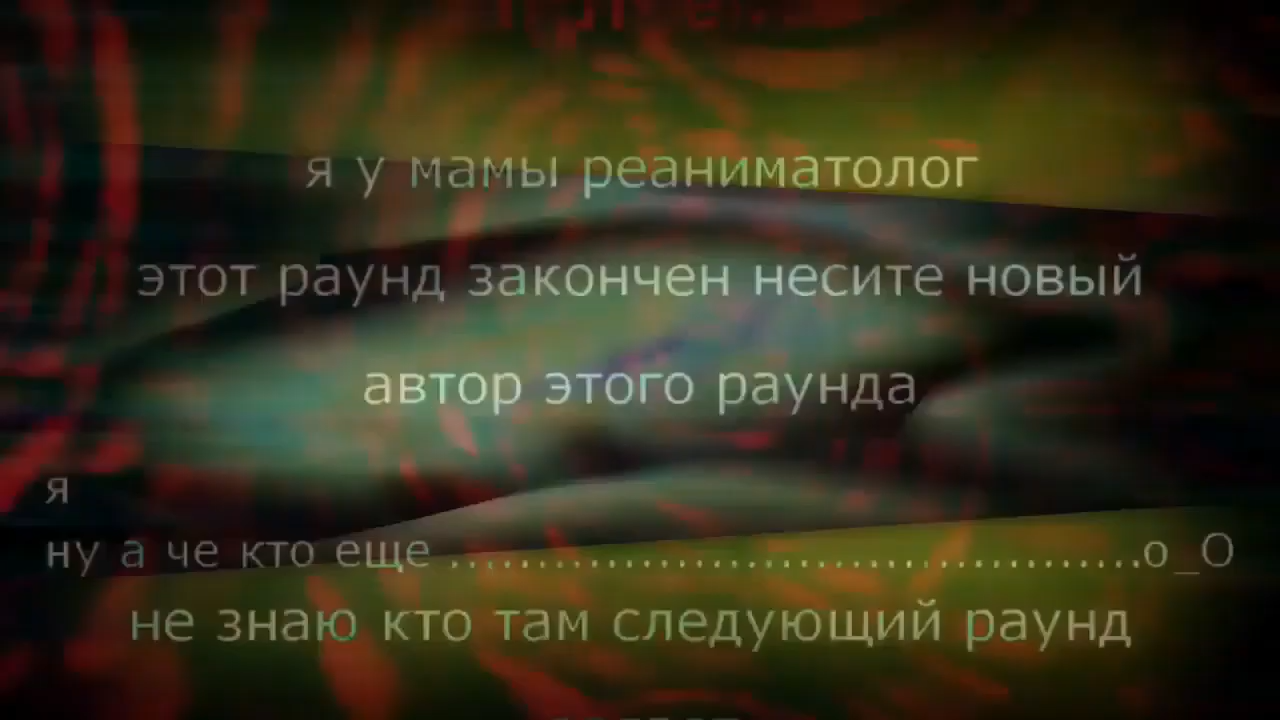 я у мамы реаниматолог
этот раунд закончен несите новый
автор этого раунда
я
ну а че кто еще .............................................о_О
не знаю кто там следующий раунд